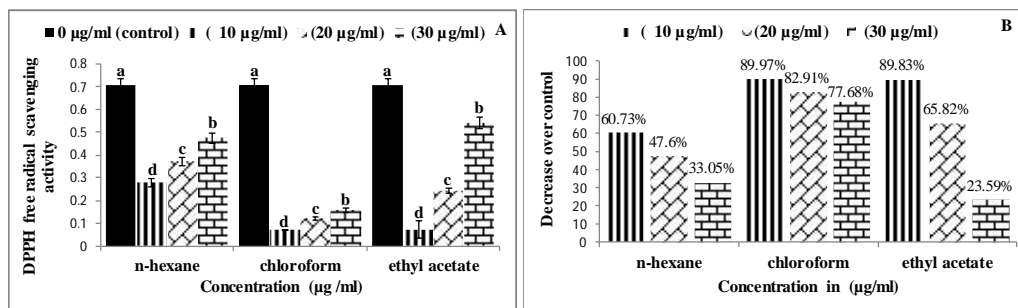 0 µg/ml (control) ( 10 µg/ml) (20 µg/ml) (30 µg/ml) A
DPPH free radical scavenging
activity
0.8
0.7
0.6
0.5
0.4
0.3
0.2
0.1
0
a
d
c
b
a
d
c
b
a
d
c
b
n-hexane chloroform ethyl acetate
Concentration (µg /ml)
( 10 µg/ml) (20 µg/ml) (30 µg/ml) B
Decrease over control
100
90
80
70
60
50
40
30
20
10
0
60.73%
47.6%
33.05%
89.97%
82.91%
77.68%
89.83%
65.82%
23.59%
n-hexane chloroform ethyl acetate
Concentration in (µg/ml)